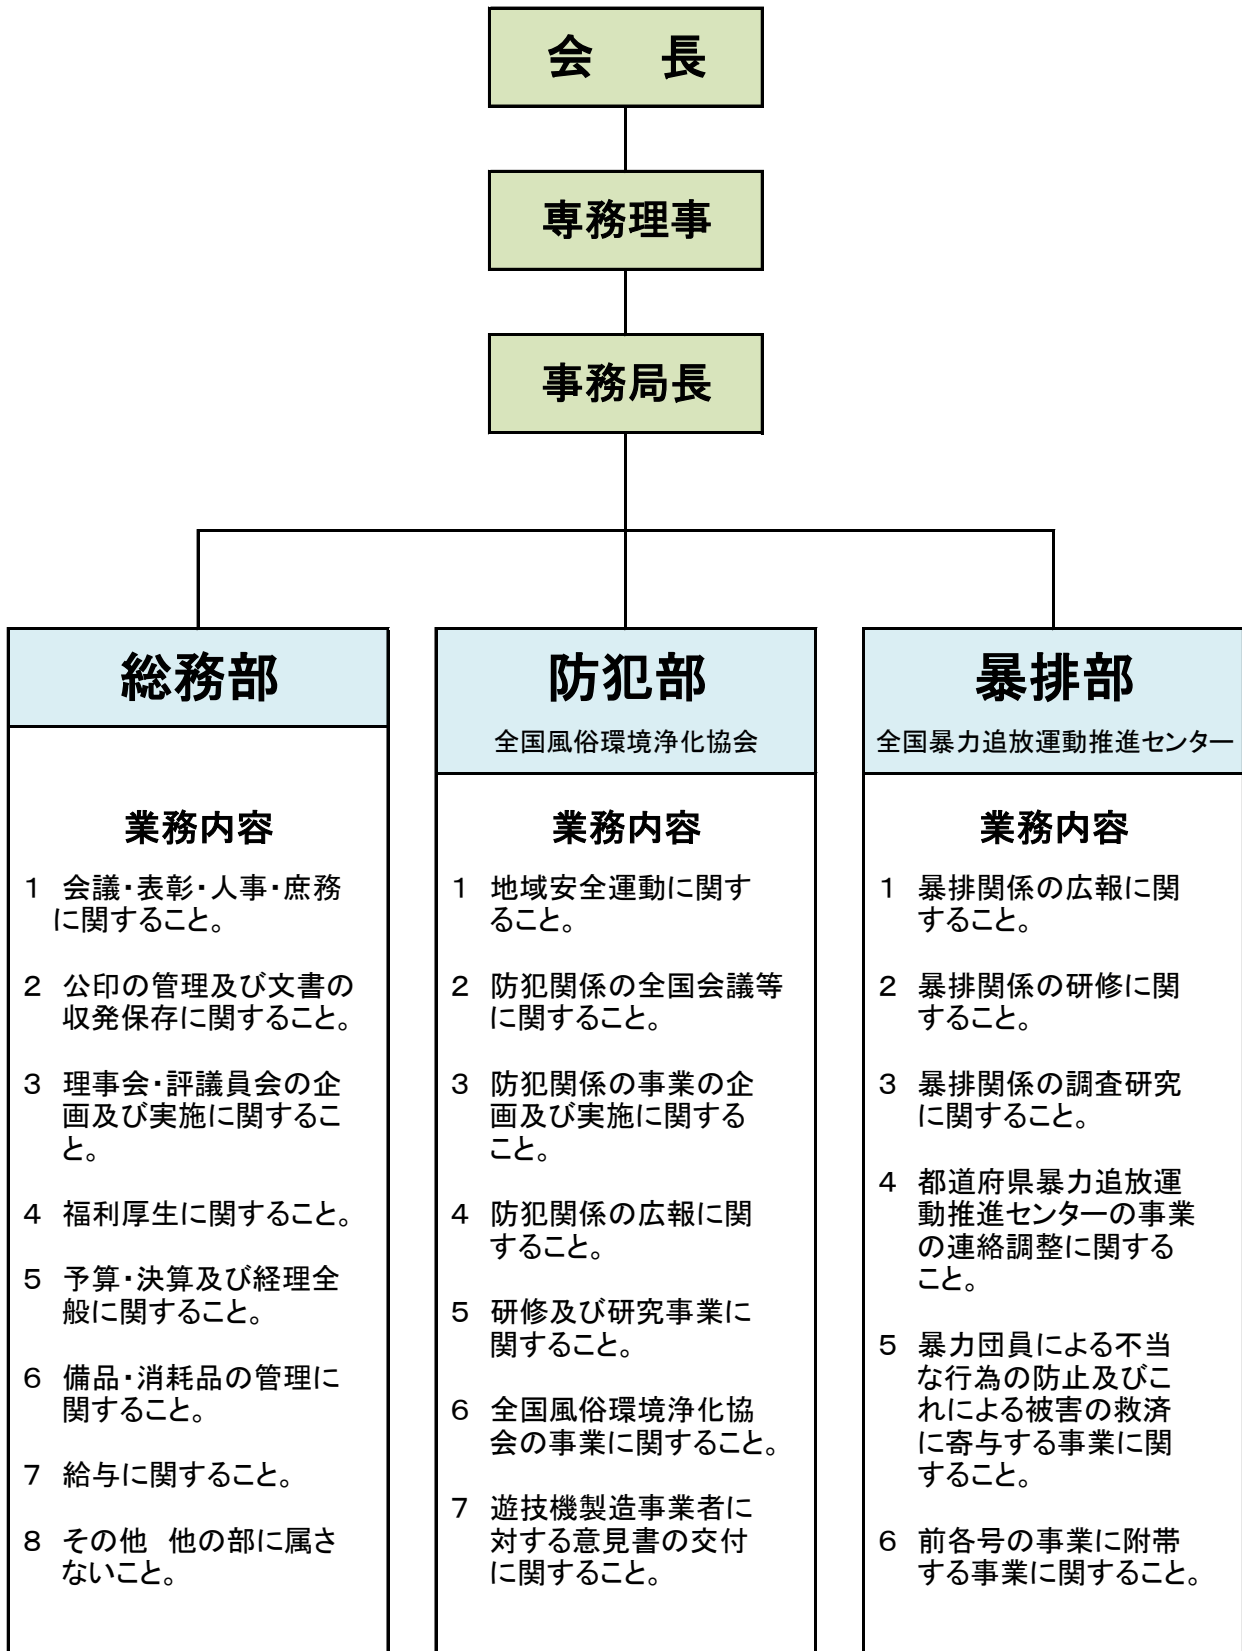 会　長
専務理事
事務局長
総務部
業務内容
１ 会議・表彰・人事・庶務
に関すること。
２ 公印の管理及び文書の
収発保存に関すること。
３ 理事会・評議員会の企
画及び実施に関するこ
と。
４ 福利厚生に関すること。
５ 予算・決算及び経理全
般に関すること。
６ 備品・消耗品の管理に
関すること。
７ 給与に関すること。
８ その他　他の部に属さ
ないこと。
防犯部
全国風俗環境浄化協会
業務内容
１ 地域安全運動に関す
ること。
２ 防犯関係の全国会議等
に関すること。
３ 防犯関係の事業の企
画及び実施に関する
こと。
４ 防犯関係の広報に関
すること。
５ 研修及び研究事業に
関すること。
６ 全国風俗環境浄化協
会の事業に関すること。
７ 遊技機製造事業者に
対する意見書の交付
に関すること。
暴排部
全国暴力追放運動推進センター
業務内容
１ 暴排関係の広報に関
すること。
２ 暴排関係の研修に関
すること。
３ 暴排関係の調査研究
に関すること。
４ 都道府県暴力追放運
動推進センターの事業
の連絡調整に関する
こと。
５ 暴力団員による不当
な行為の防止及びこ
れによる被害の救済
に寄与する事業に関
すること。
６ 前各号の事業に附帯
する事業に関すること。